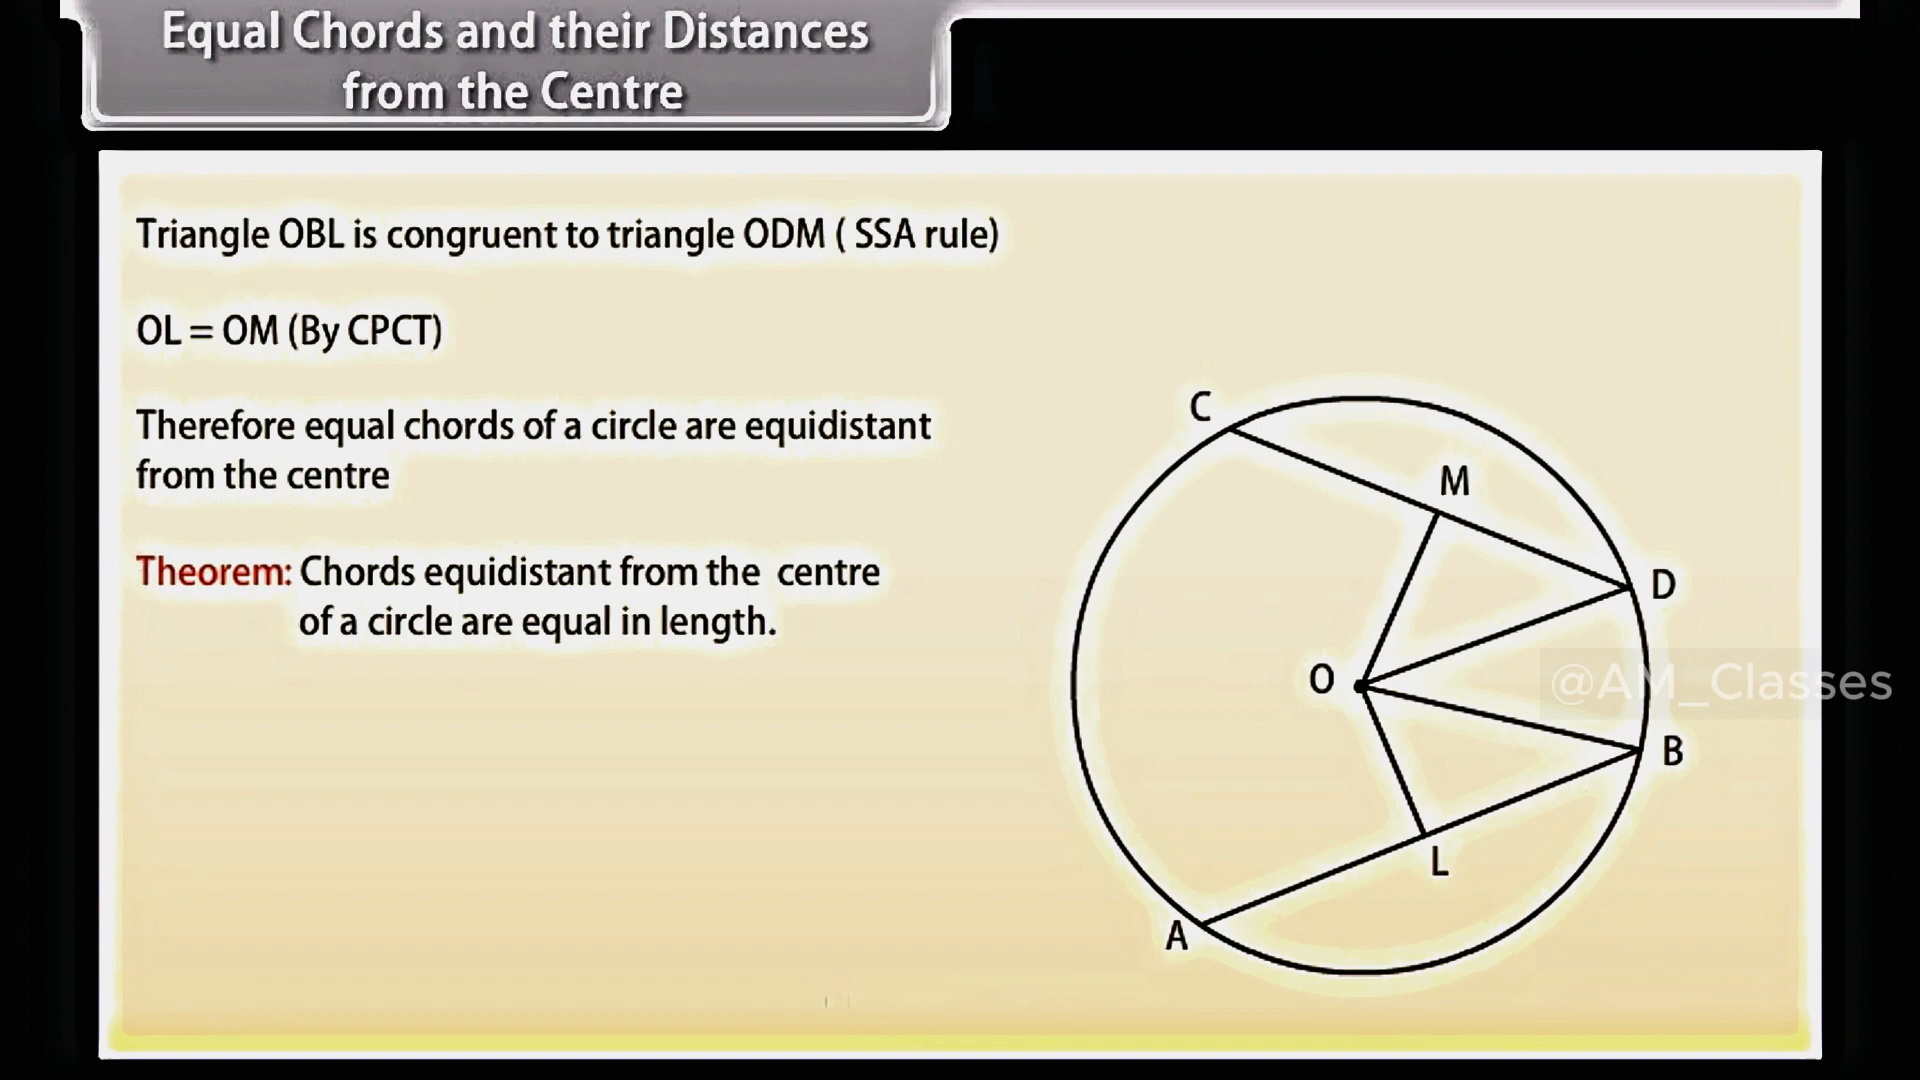 Equal Chords and their Distances
from the Centre
Triangle OBL is congruent to triangle ODM ( SSA rule)
OL = OM (By CPCT)
Therefore equal chords of a circle are equidistant
from the centre
Theorem: Chords equidistant from the centre
of a circle are equal in length.
C
M
D
O
@AM_Classes
B
L
A